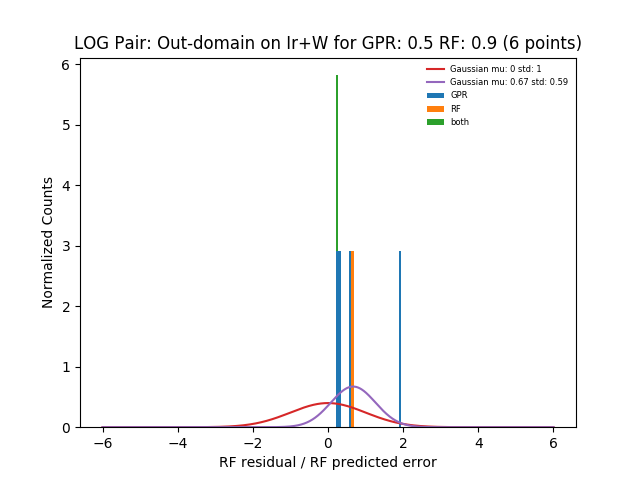 LOG Pair: Out-domain on Ir+W for GPR: 0.5 RF: 0.9 (6 points)
Gaussian mu: 0 std: 1
Gaussian mu: 0.67 std: 0.59
GPR
RF
both
Normalized Counts
6
5
4
3
2
1
0
−6
−4
−2
0
2
4
6
RF residual / RF predicted error